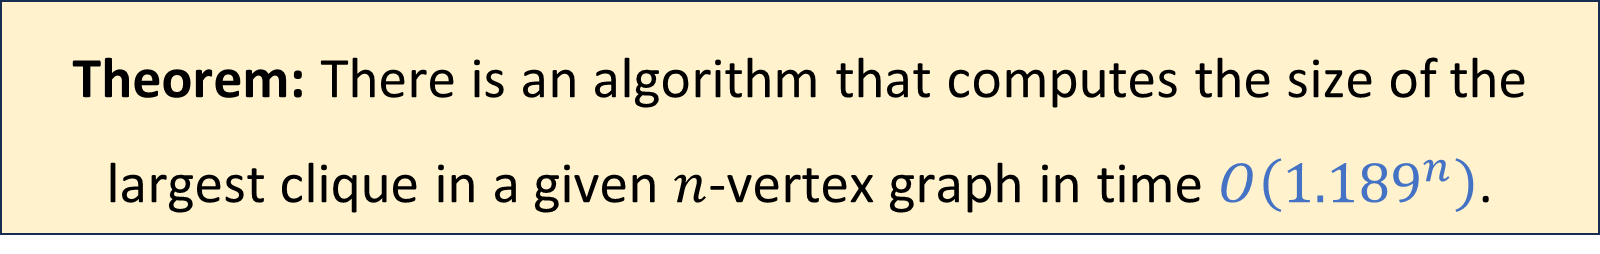 Theorem: There is an algorithm that computes the size of the
largest clique in a given n-vertex graph in time O(1.189ⁿ).